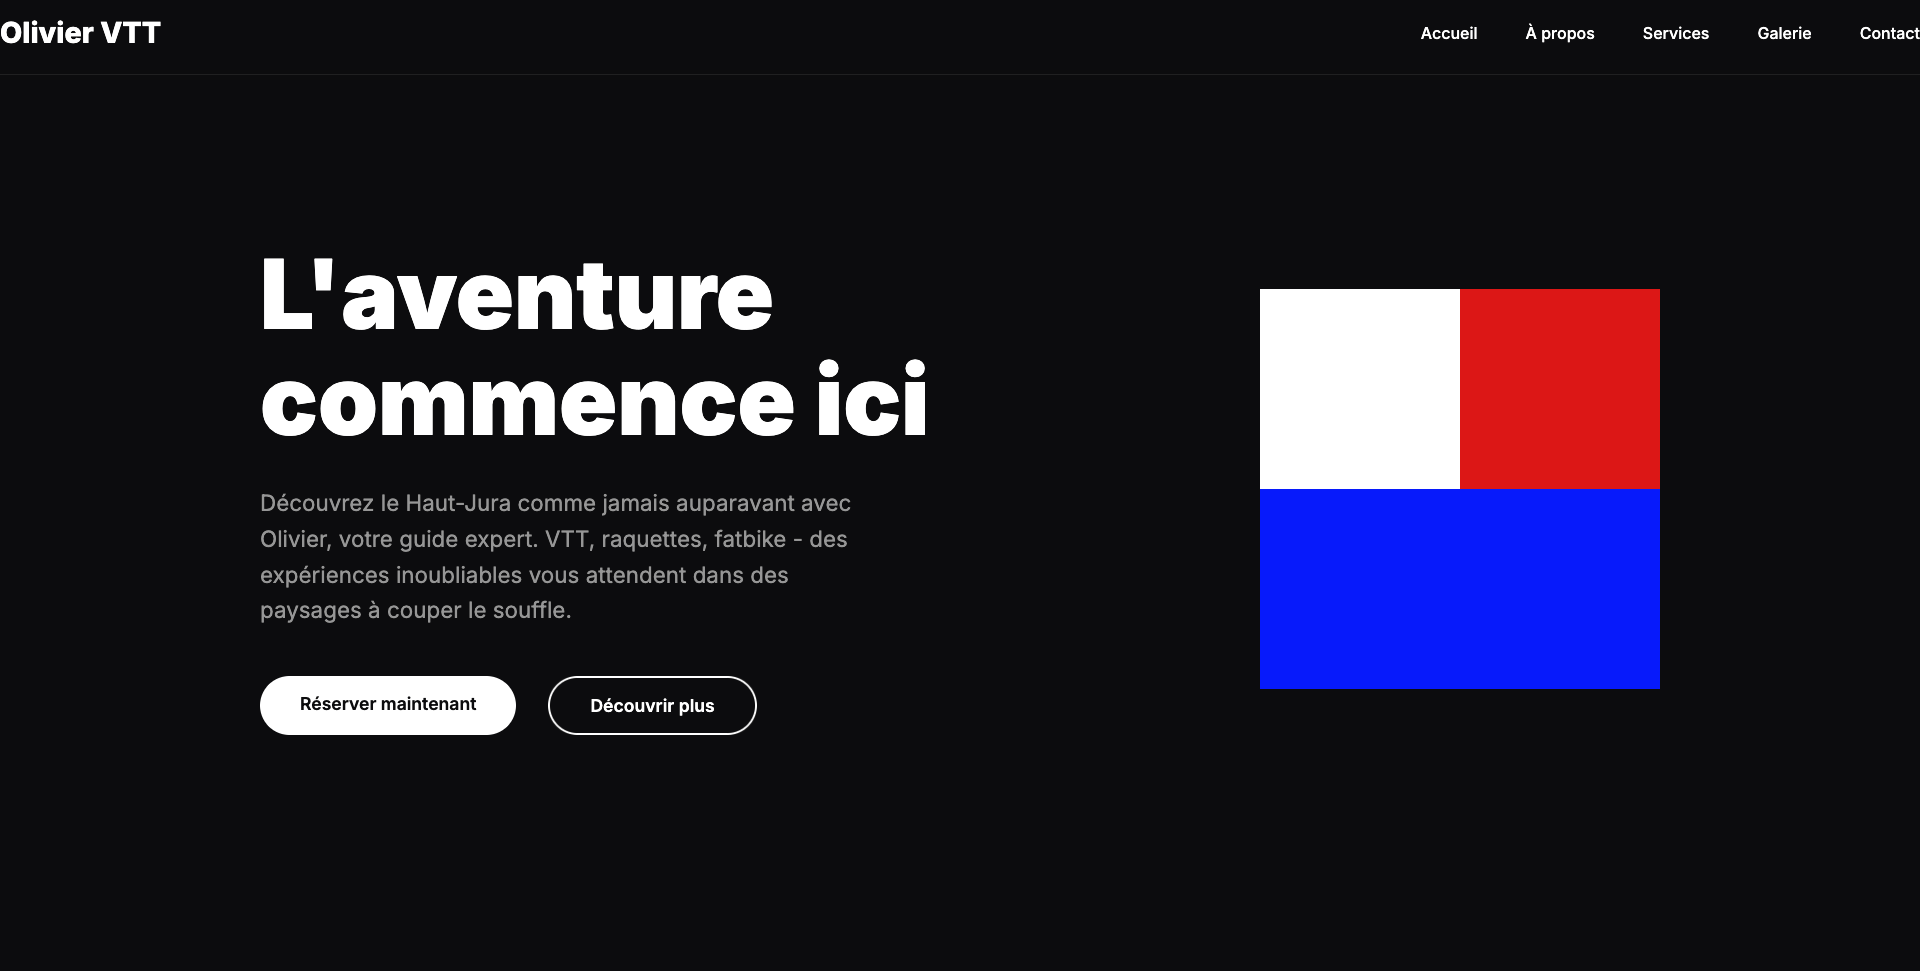 Olivier VTT
Accueil
À propos
Services
Galerie
Contact
L'aventure
commence ici
Découvrez le Haut-Jura comme jamais auparavant avec
Olivier, votre guide expert. VTT, raquettes, fatbike - des
expériences inoubliables vous attendent dans des
paysages à couper le souffle.
Réserver maintenant
Découvrir plus